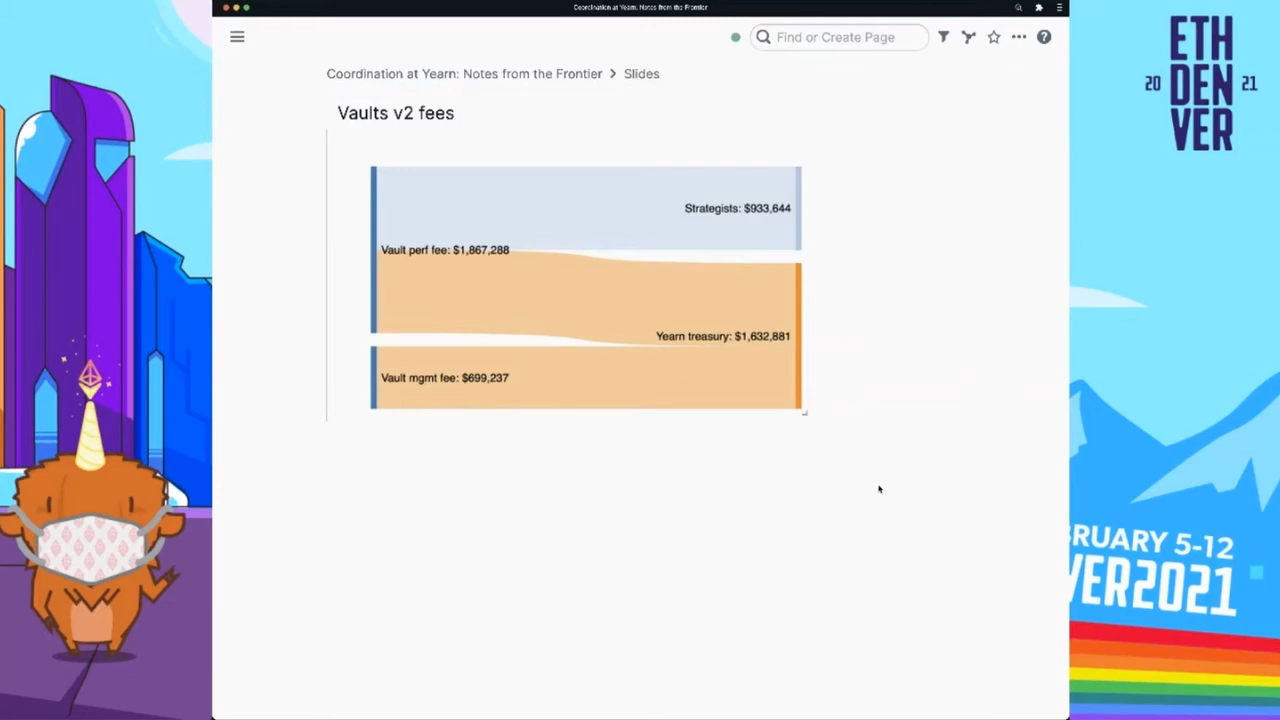 Coordination at Yearn: Notes from the Frontier
Find or Create Page
Coordination at Yearn: Notes from the Frontier > Slides
Vaults v2 fees
Strategists: $933,644
Vault perf fee: $1,867,288
Yearn treasury: $1,632,881
Vault mgmt fee: $699,237
ETH
20 DEN 21
VER
BRUARY 5-12
VER2021